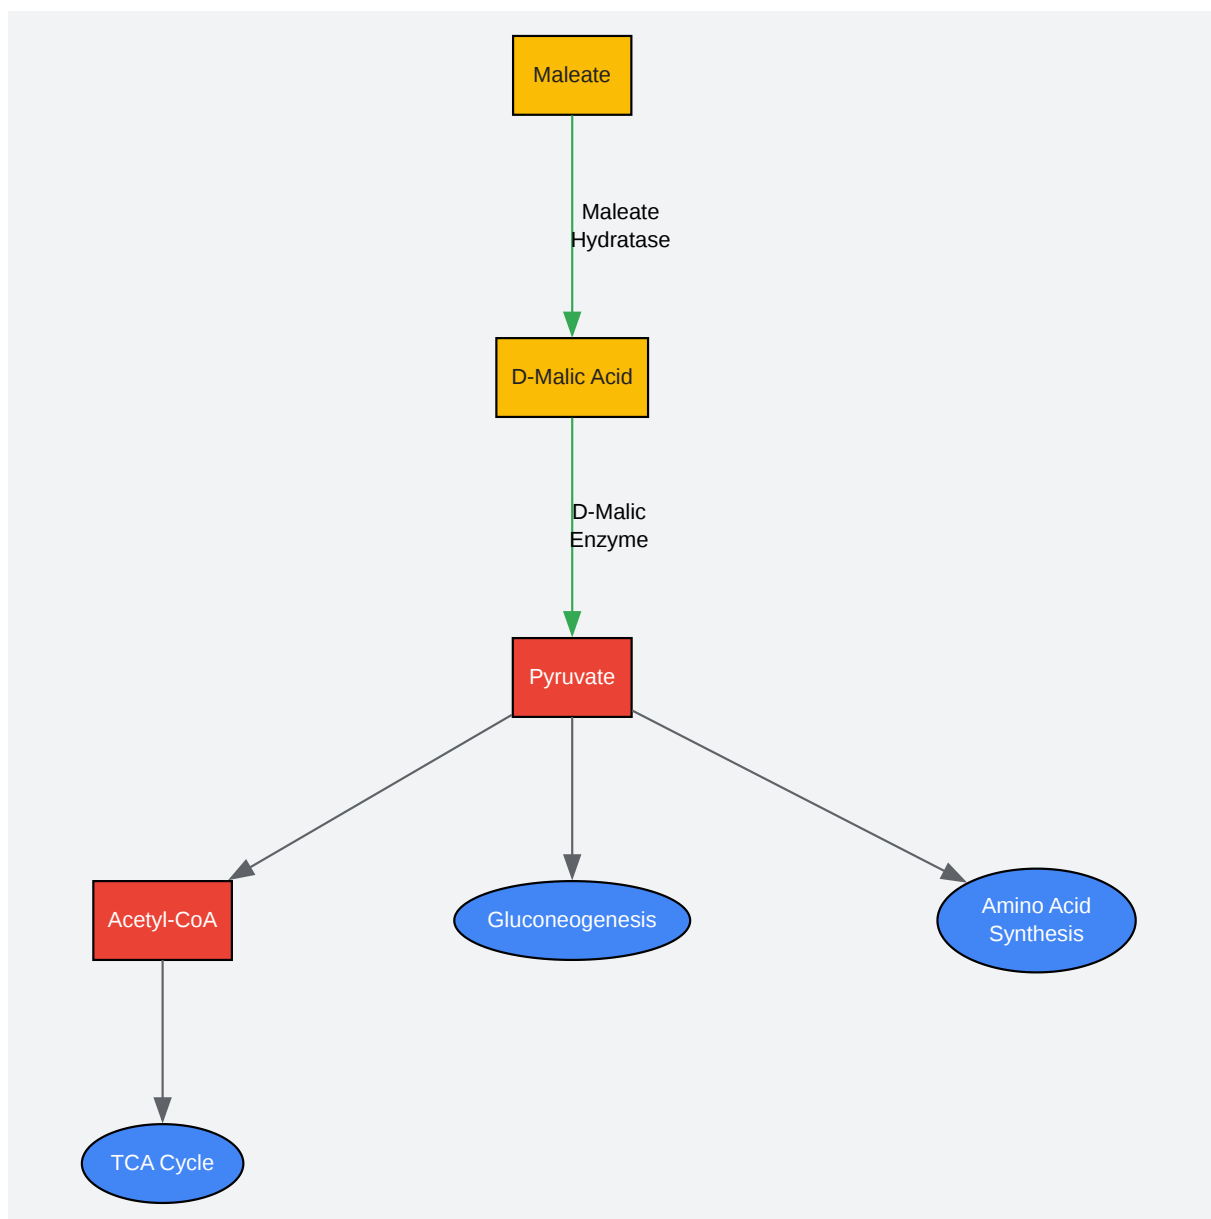 Maleate
Maleate
Hydratase
D-Malic Acid
D-Malic
Enzyme
Pyruvate
Acetyl-CoA
Gluconeogenesis
Amino Acid
Synthesis
TCA Cycle